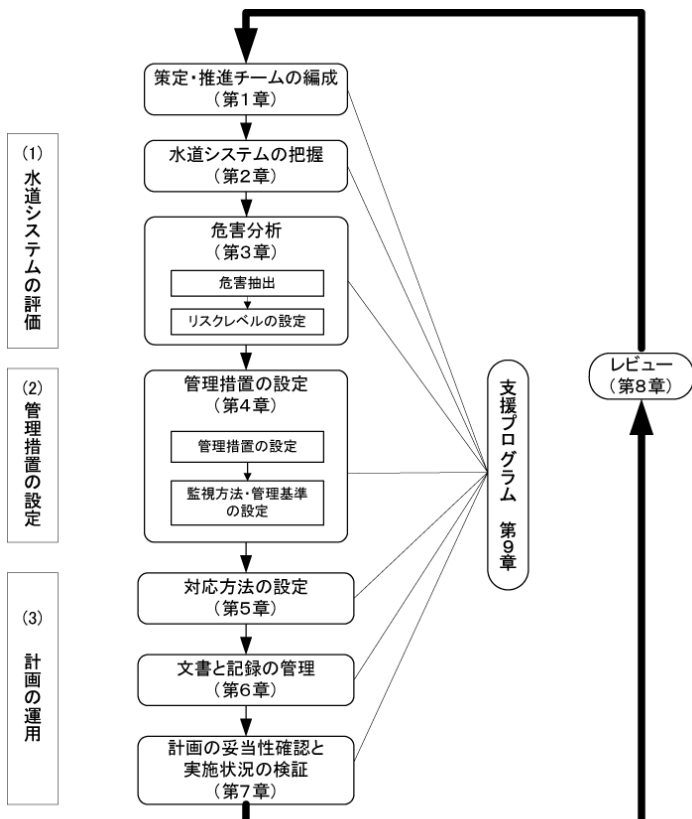 策定・推進チームの編成
(第1章)
(1)
水道システムの評価
水道システムの把握
(第2章)
危害分析
(第3章)
危害抽出
リスクレベルの設定
(2)
管理措置の設定
管理措置の設定
(第4章)
管理措置の設定
監視方法・管理基準
の設定
(3)
計画の運用
対応方法の設定
(第5章)
文書と記録の管理
(第6章)
計画の妥当性確認と
実施状況の検証
(第7章)
支援プログラム 第9章
レビュー
(第8章)